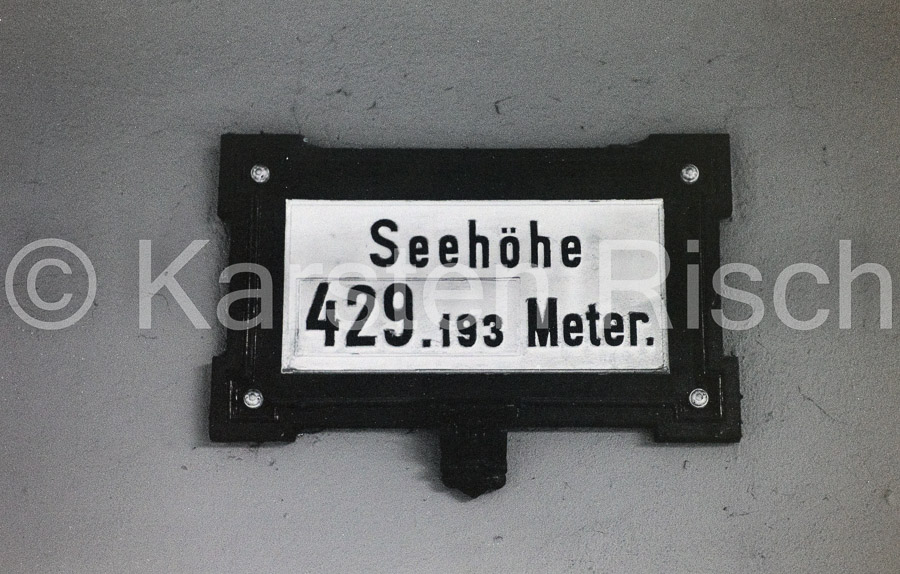 Seehöhe
429.193 Meter.
© Karsten Risch